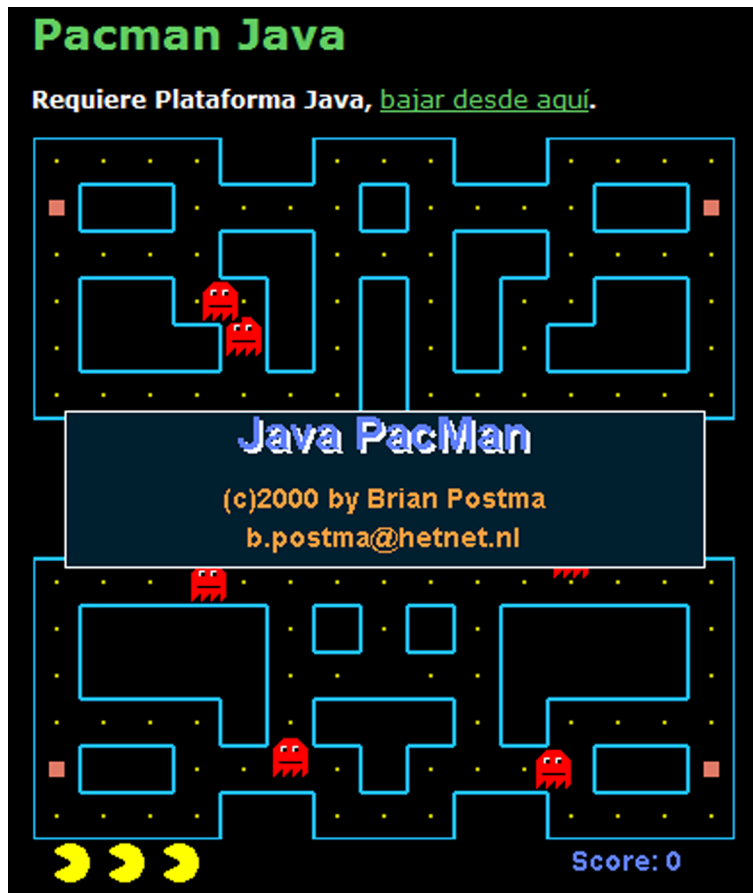 Pacman Java
Requiere Plataforma Java, bajar desde aquí.
Java PacMan
(c)2000 by Brian Postma
b.postma@hetnet.nl
Score: 0